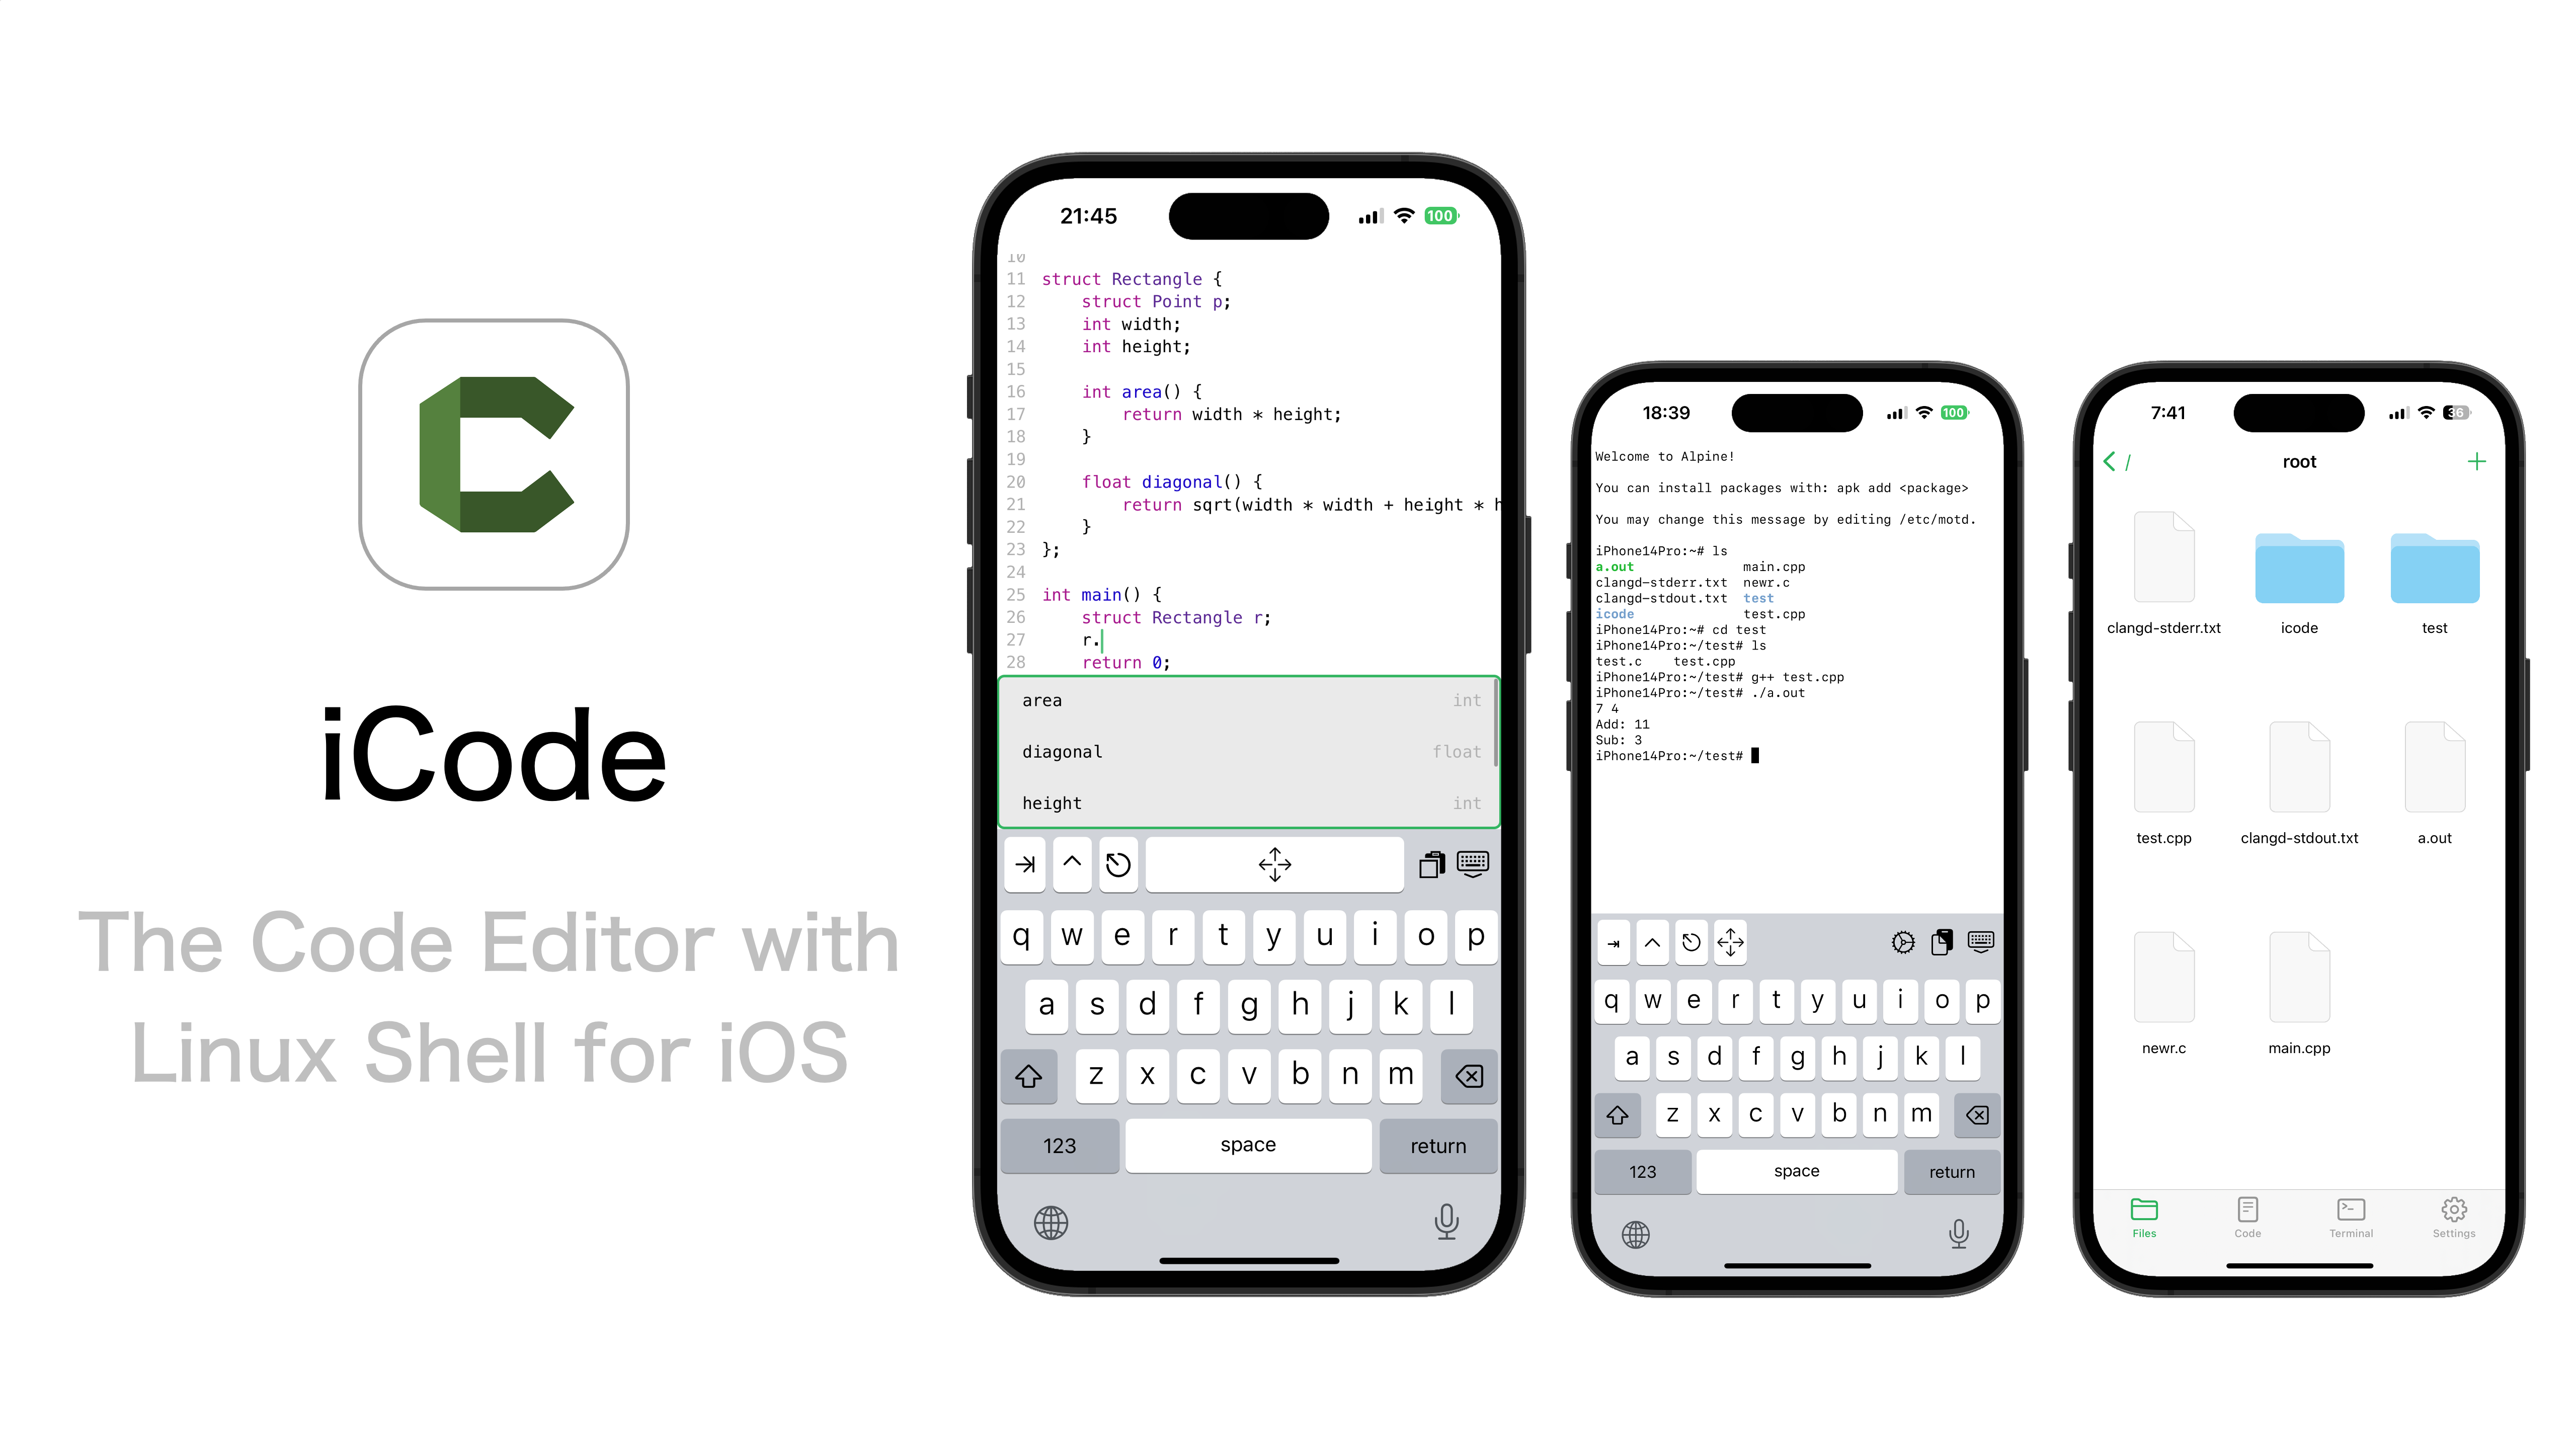 iCode
The Code Editor with
Linux Shell for iOS
21:45
100
10
11 struct Rectangle {
12     struct Point p;
13     int width;
14     int height;
15
16     int area() {
17         return width * height;
18     }
19
20     float diagonal() {
21         return sqrt(width * width + height * h
22     }
23 };
24
25 int main() {
26     struct Rectangle r;
27     r.
28     return 0;
area int
diagonal float
height int
q w e r t y u i o p
a s d f g h j k l
z x c v b n m
123 space return
18:39
100
Welcome to Alpine!
You can install packages with: apk add <package>
You may change this message by editing /etc/motd.
iPhone14Pro:~# ls
a.out main.cpp
clangd-stderr.txt newr.c
clangd-stdout.txt test
icode test.cpp
iPhone14Pro:~# cd test
iPhone14Pro:~/test# ls
test.c test.cpp
iPhone14Pro:~/test# g++ test.cpp
iPhone14Pro:~/test# ./a.out
7 4
Add: 11
Sub: 3
iPhone14Pro:~/test#
q w e r t y u i o p
a s d f g h j k l
z x c v b n m
123 space return
7:41
36
/ root +
clangd-stderr.txt icode test
test.cpp clangd-stdout.txt a.out
newr.c main.cpp
Files Code Terminal Settings